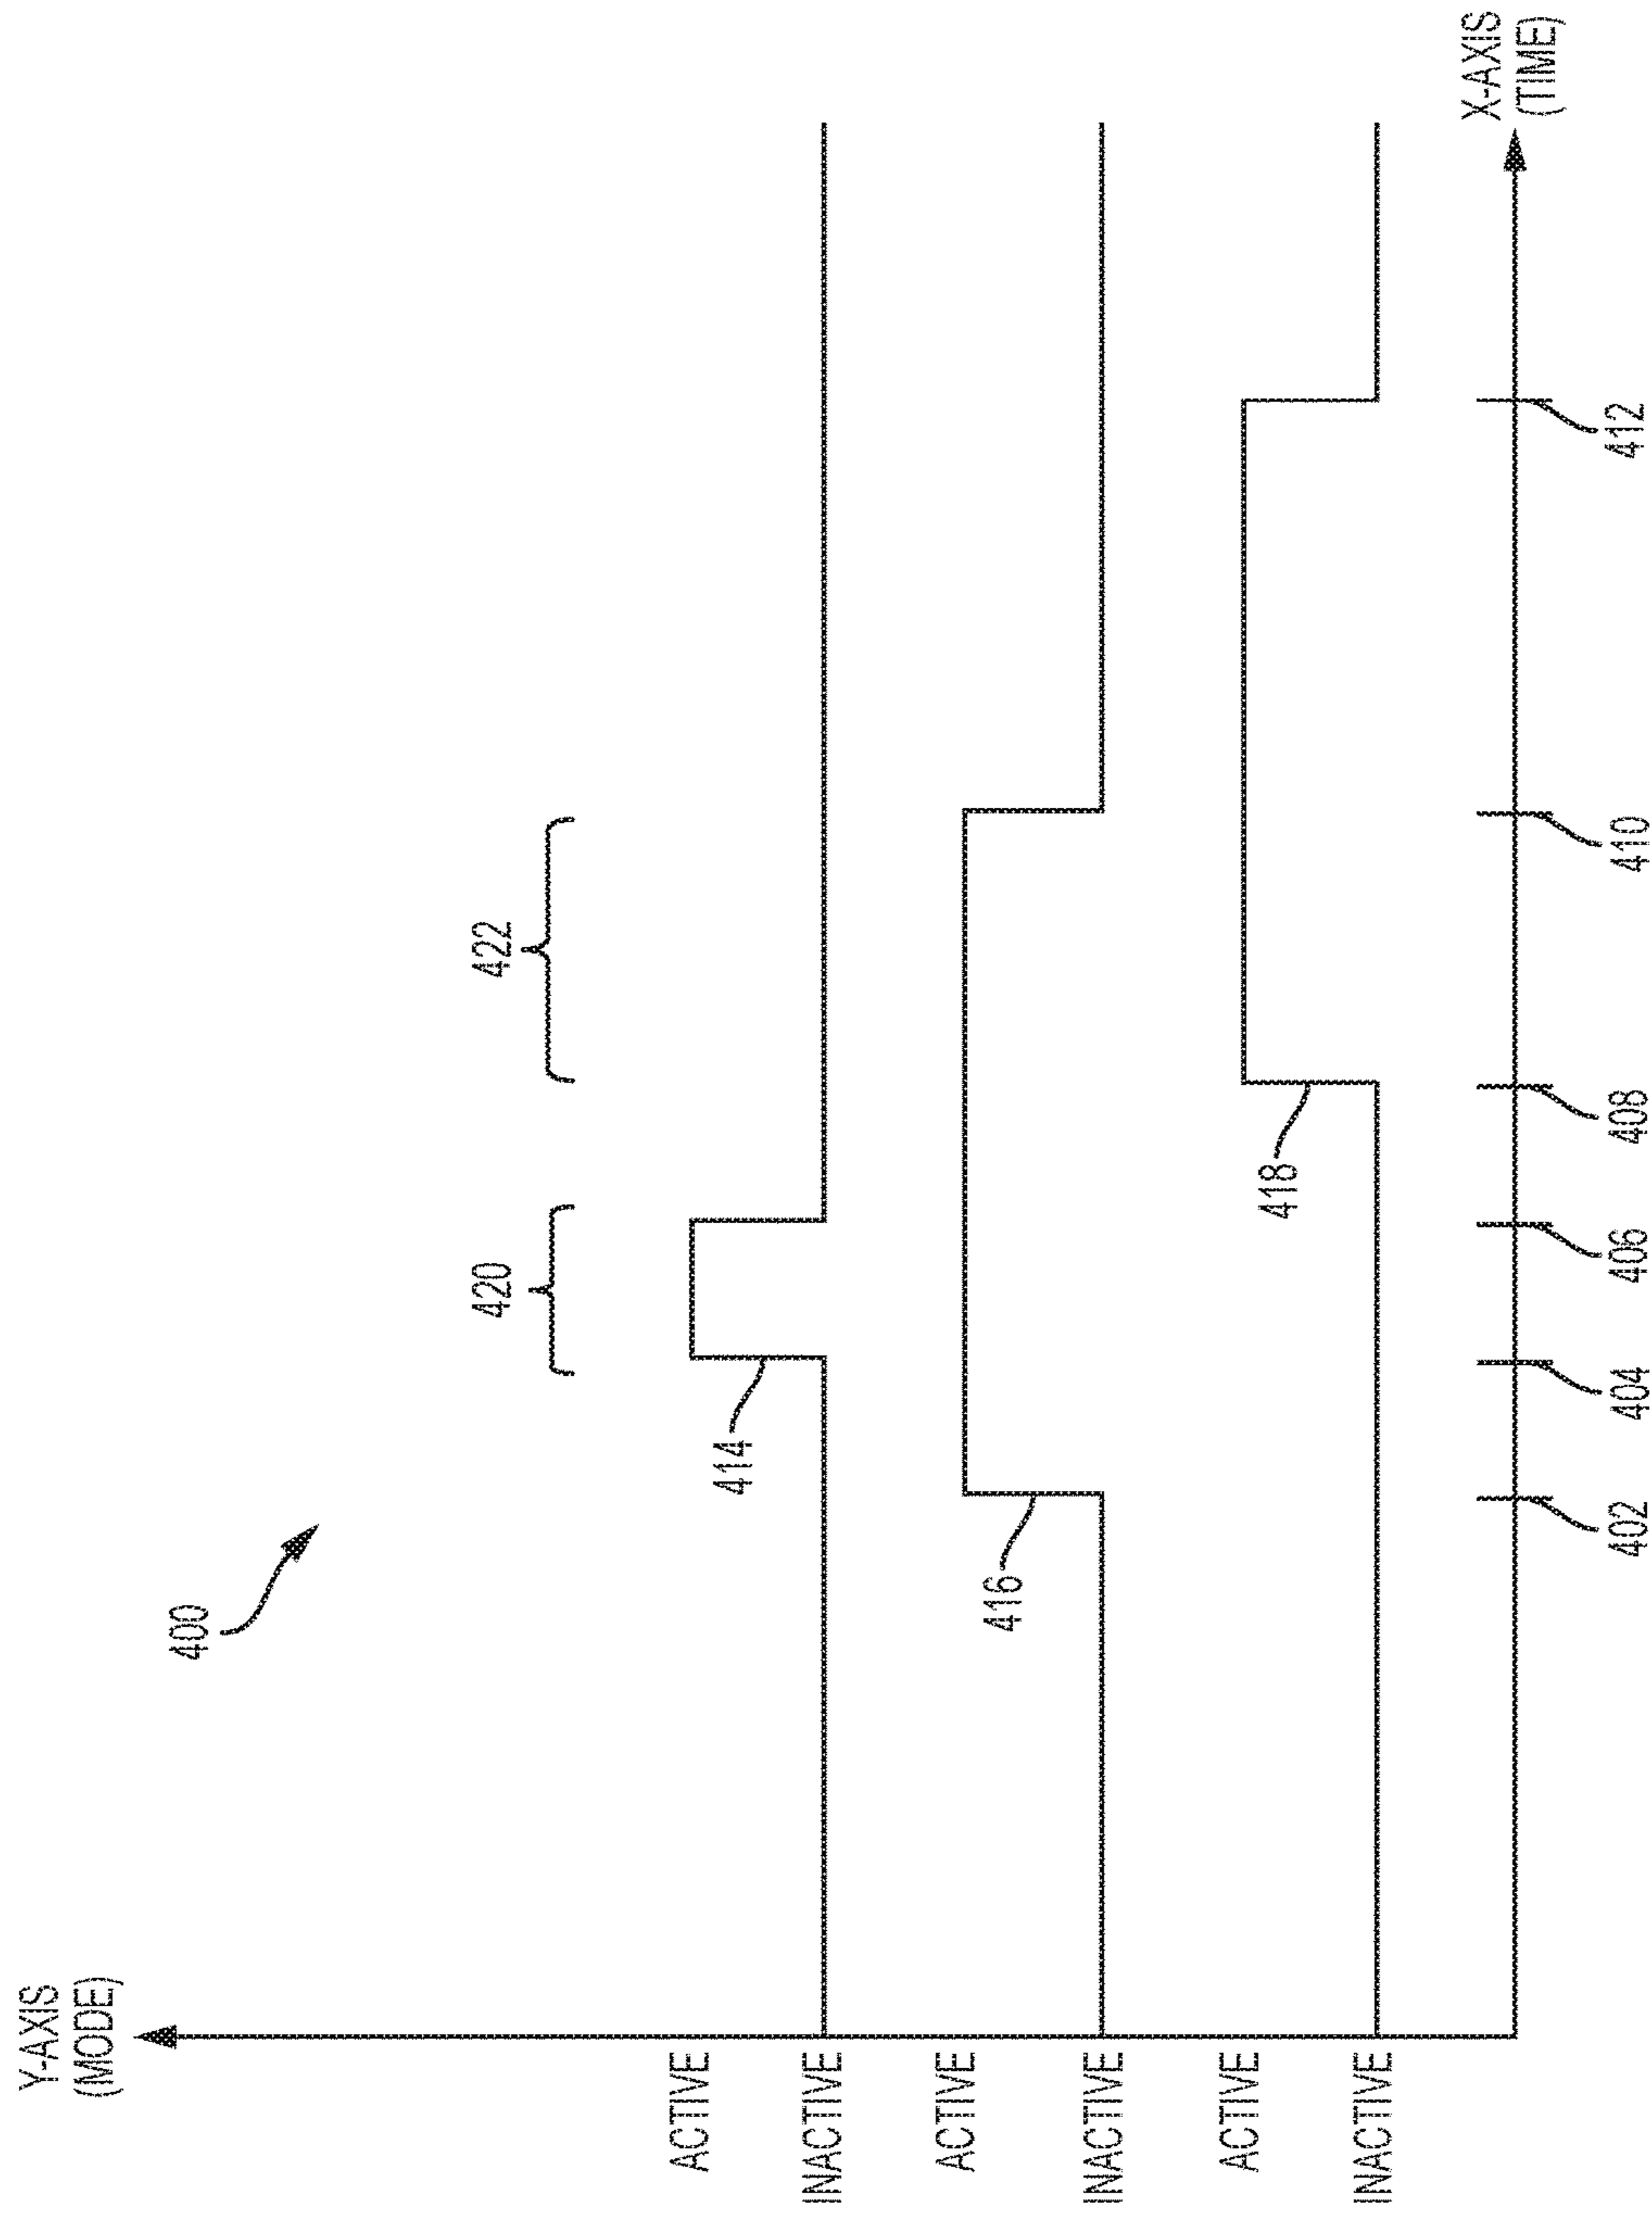 Y-AXIS
(MODE)
400
420
422
ACTIVE
414
INACTIVE
ACTIVE
416
INACTIVE
ACTIVE
418
INACTIVE
X-AXIS
(TIME)
402
404
406
408
410
412